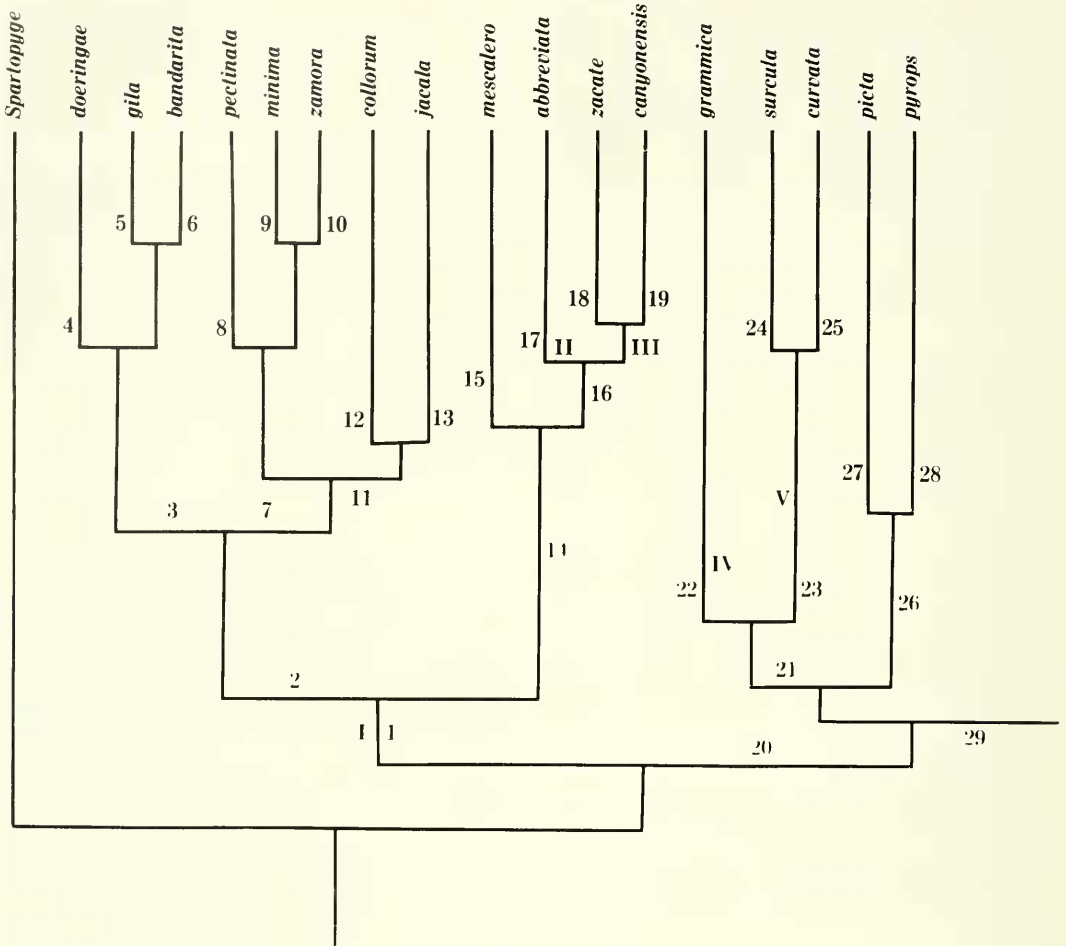 Spartopyge doeringae gila bandarita pectinata minima zamora collorum jacala mescalero abbreviata zacate canyonensis grammica surcula curvata picta pyrops
5 6 9 10
18 19
4 8 17 II III 24 25
15 16
12 13
11 27 28
3 7 V
14
IV
22 23 26
2 21
I 1 20 29